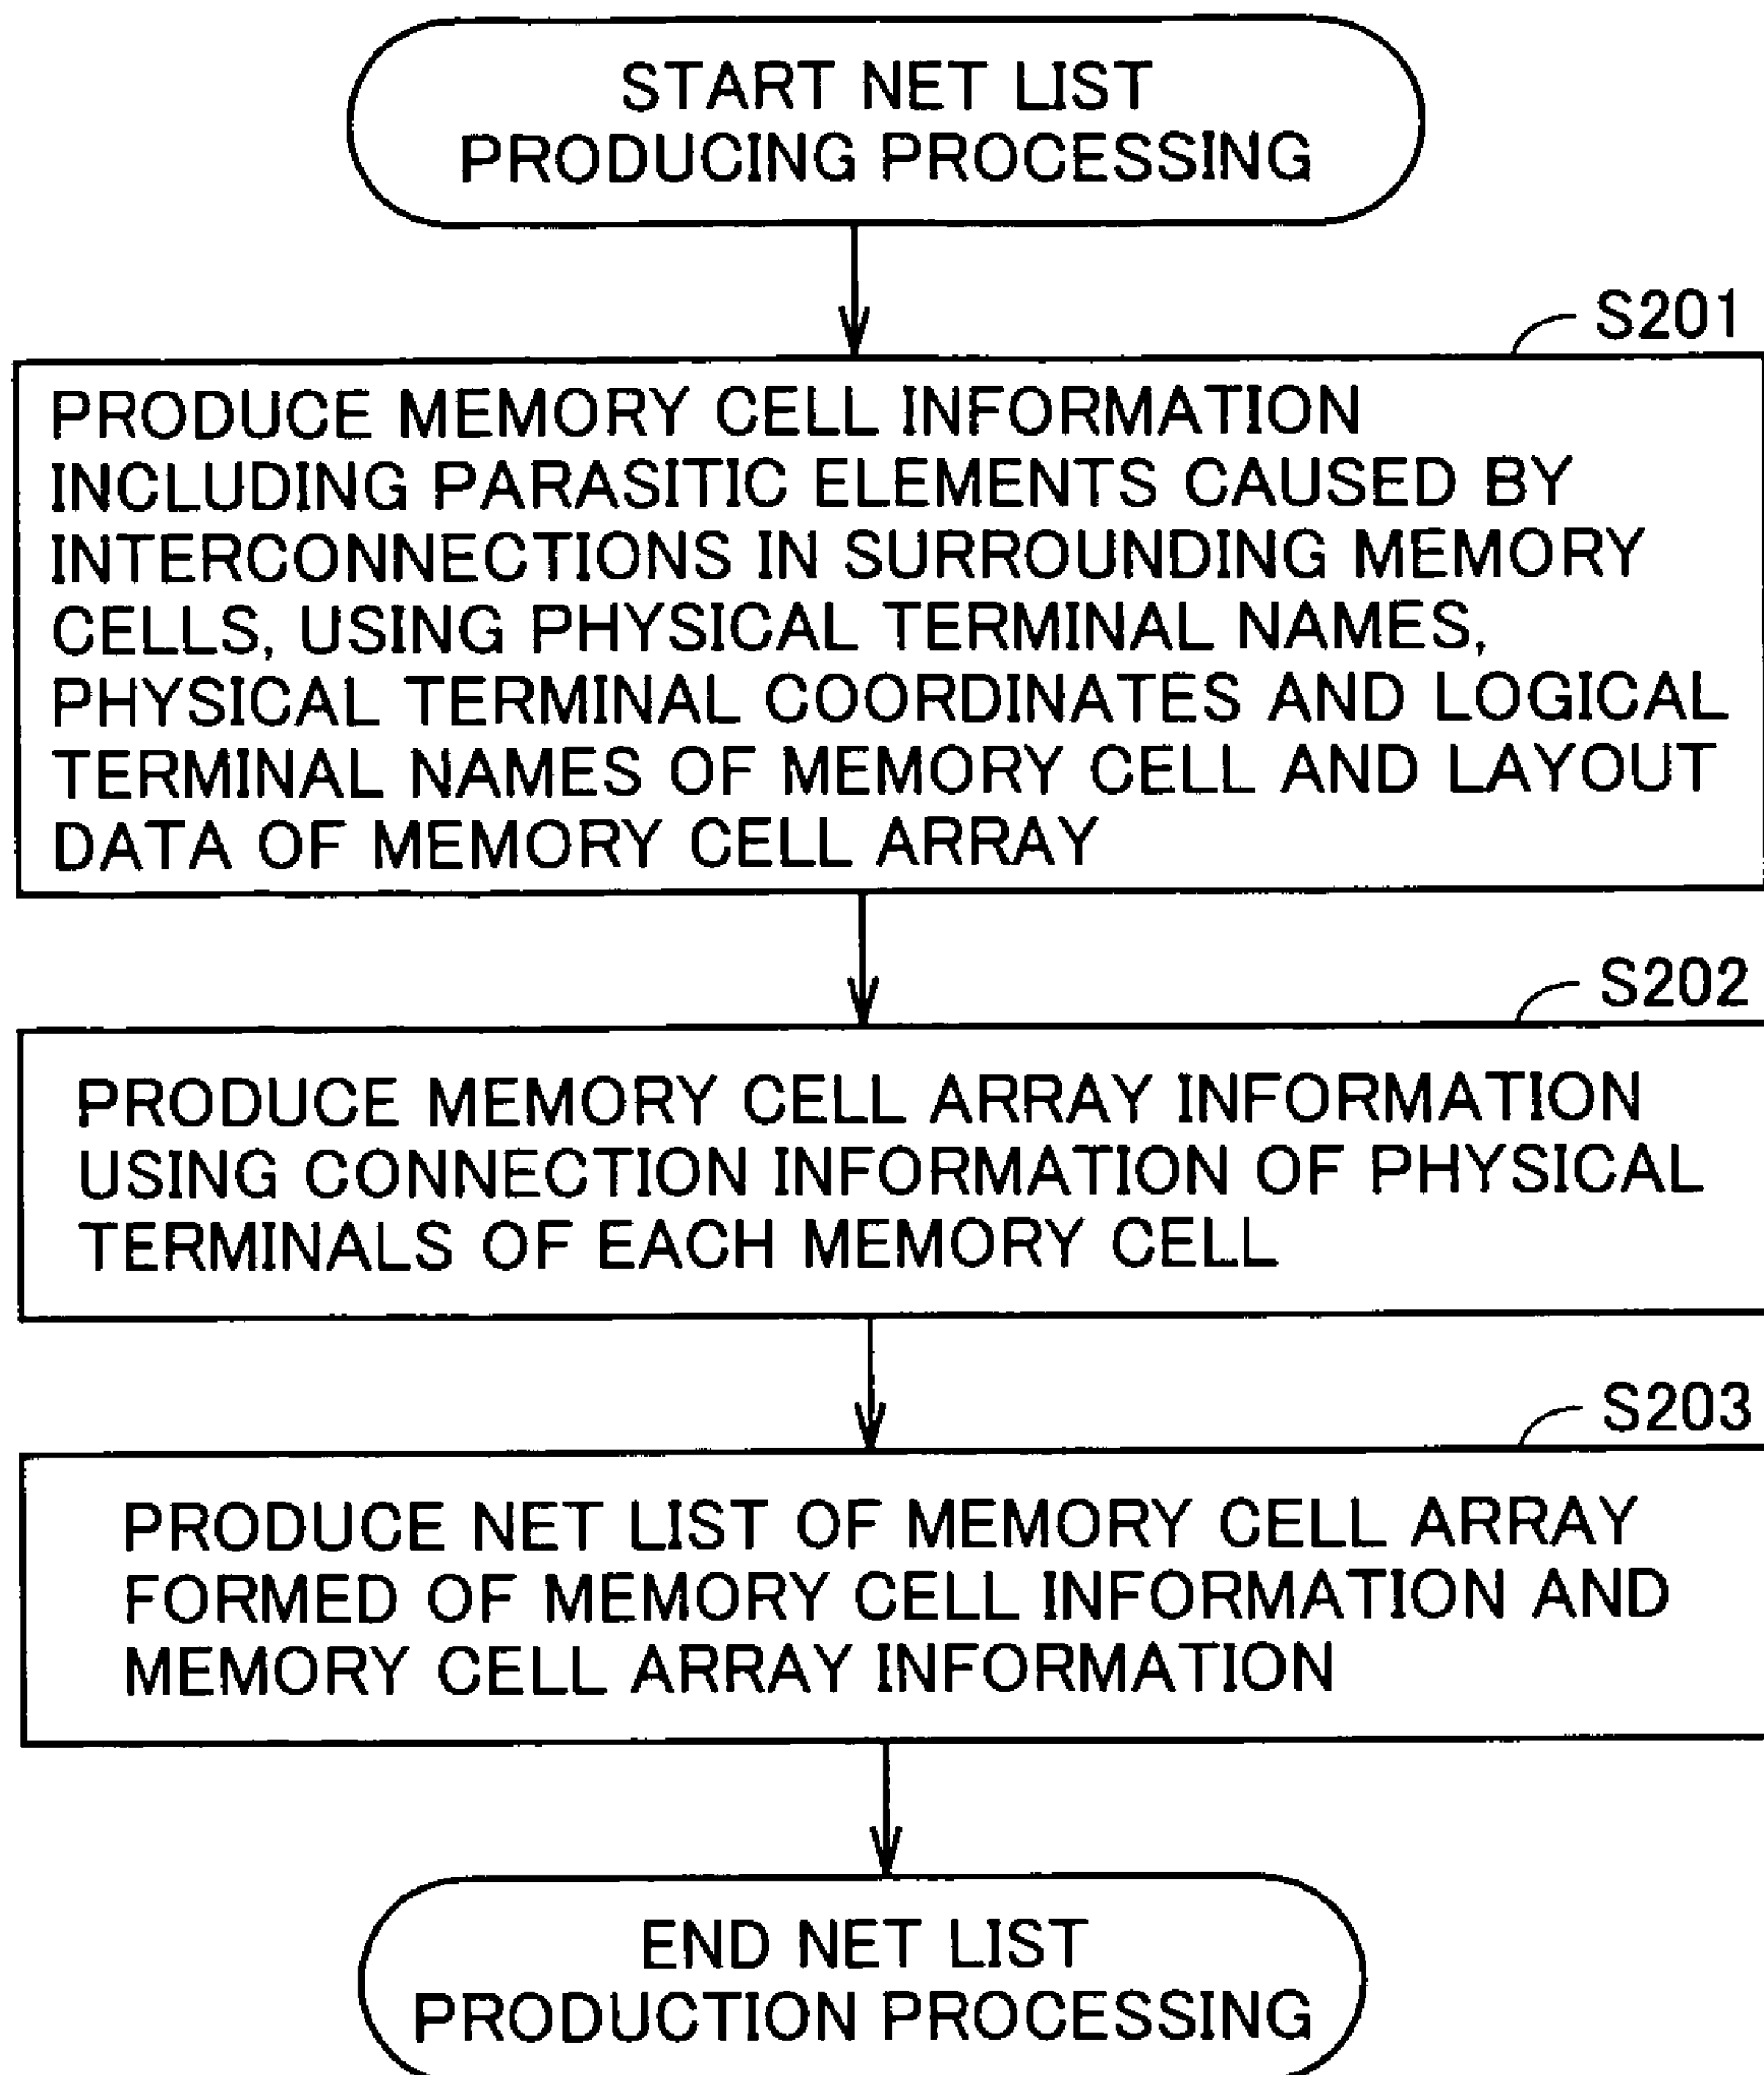 START NET LIST
PRODUCING PROCESSING
S201
PRODUCE MEMORY CELL INFORMATION
INCLUDING PARASITIC ELEMENTS CAUSED BY
INTERCONNECTIONS IN SURROUNDING MEMORY
CELLS, USING PHYSICAL TERMINAL NAMES,
PHYSICAL TERMINAL COORDINATES AND LOGICAL
TERMINAL NAMES OF MEMORY CELL AND LAYOUT
DATA OF MEMORY CELL ARRAY
S202
PRODUCE MEMORY CELL ARRAY INFORMATION
USING CONNECTION INFORMATION OF PHYSICAL
TERMINALS OF EACH MEMORY CELL
S203
PRODUCE NET LIST OF MEMORY CELL ARRAY
FORMED OF MEMORY CELL INFORMATION AND
MEMORY CELL ARRAY INFORMATION
END NET LIST
PRODUCTION PROCESSING